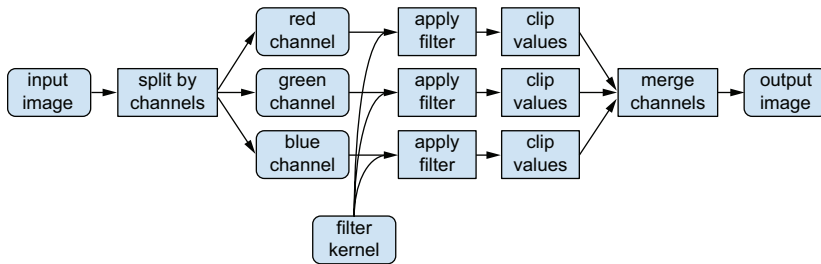 input
image
split by
channels
red
channel
green
channel
blue
channel
filter
kernel
apply
filter
apply
filter
apply
filter
clip
values
clip
values
clip
values
merge
channels
output
image